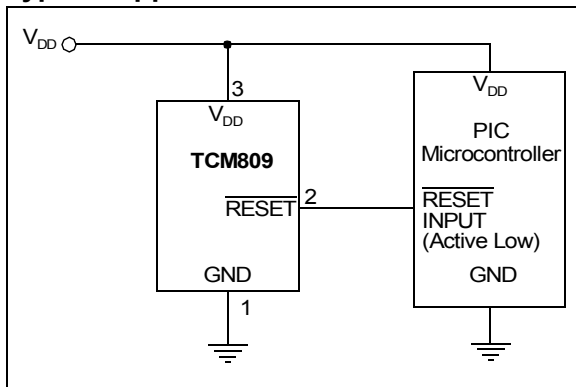 V_DD
3
V_DD
TCM809
RESET
2
GND
1
V_DD
PIC
Microcontroller
RESET
INPUT
(Active Low)
GND